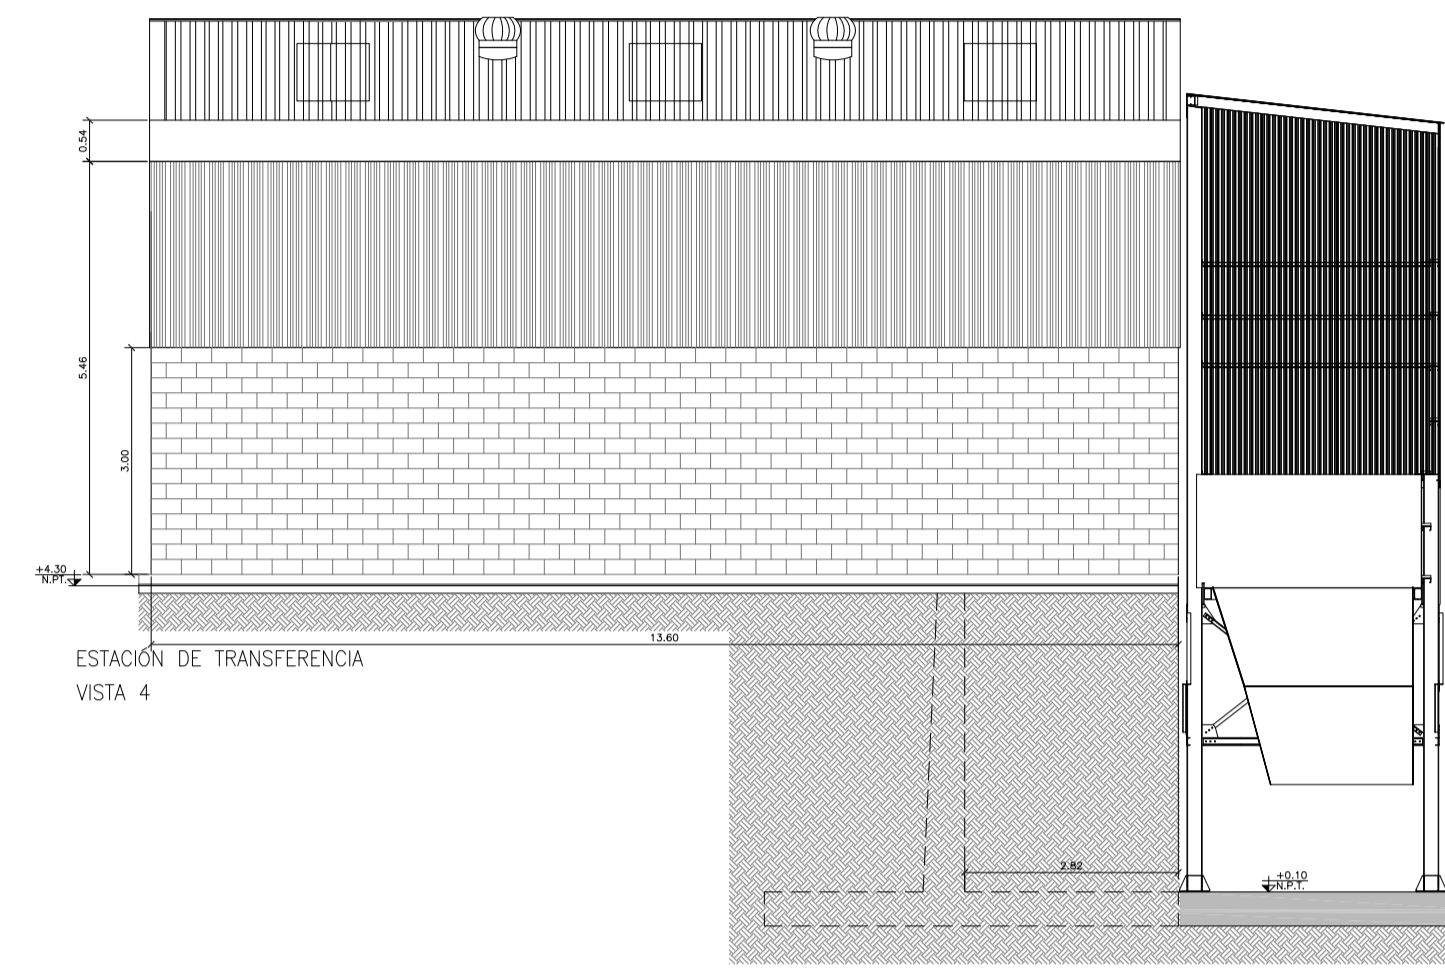 0.54
5.46
3.00
+4.30
N.PT.
13.60
ESTACIÓN DE TRANSFERENCIA
VISTA 4
2.82
+0.10
N.P.T.